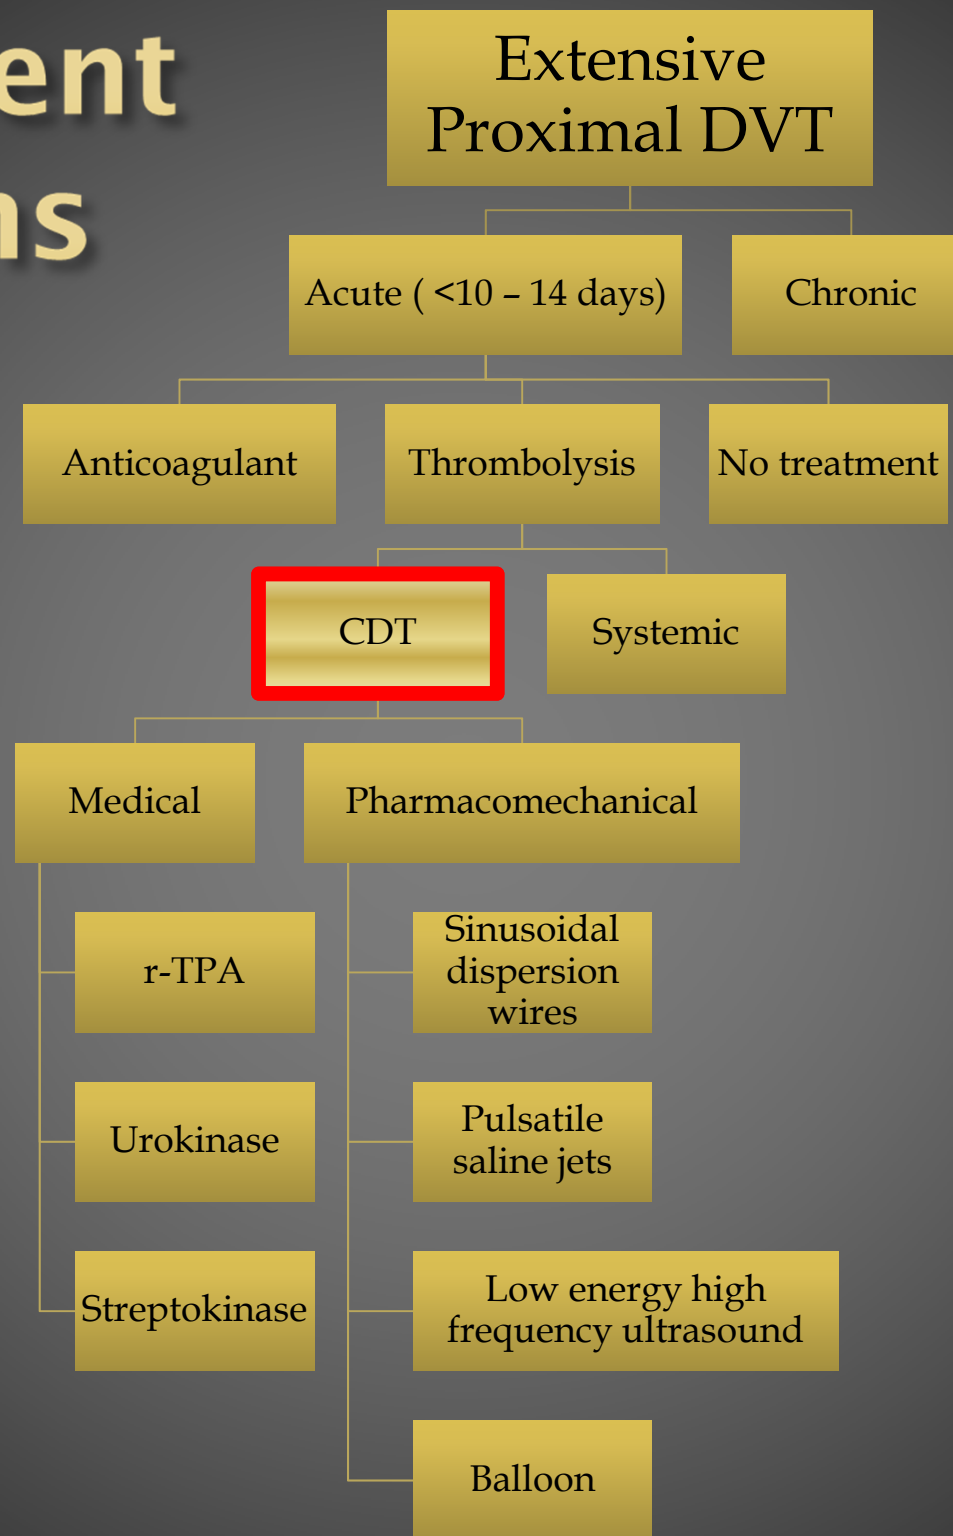 ent
ns
Extensive
Proximal DVT
Acute ( <10 – 14 days)
Chronic
Anticoagulant
Thrombolysis
No treatment
CDT
Systemic
Medical
Pharmacomechanical
r-TPA
Sinusoidal
dispersion
wires
Urokinase
Pulsatile
saline jets
Streptokinase
Low energy high
frequency ultrasound
Balloon